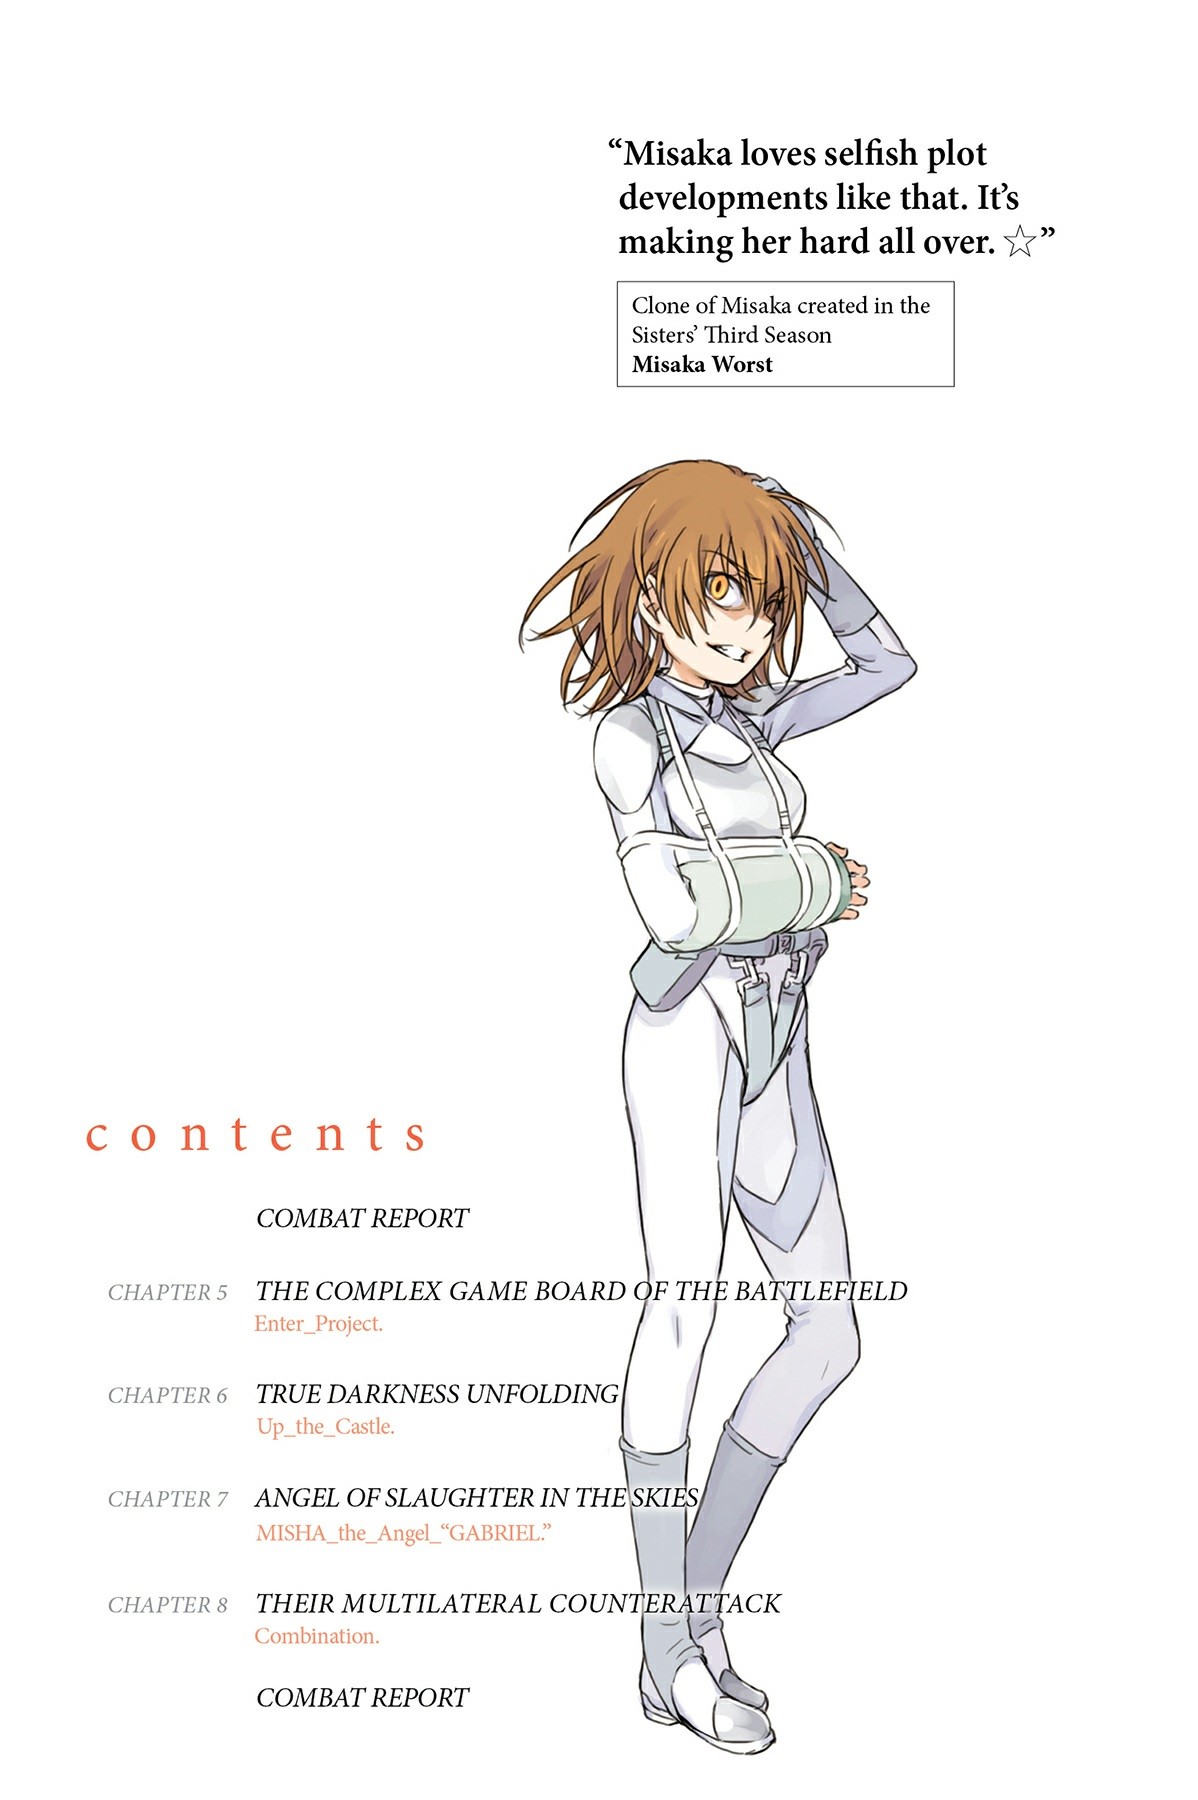 “Misaka loves selfish plot
developments like that. It’s
making her hard all over. ☆”
Clone of Misaka created in the
Sisters’ Third Season
Misaka Worst
contents
COMBAT REPORT
CHAPTER 5 THE COMPLEX GAME BOARD OF THE BATTLEFIELD
Enter_Project.
CHAPTER 6 TRUE DARKNESS UNFOLDING
Up_the_Castle.
CHAPTER 7 ANGEL OF SLAUGHTER IN THE SKIES
MISHA_the_Angel_“GABRIEL.”
CHAPTER 8 THEIR MULTILATERAL COUNTERATTACK
Combination.
COMBAT REPORT